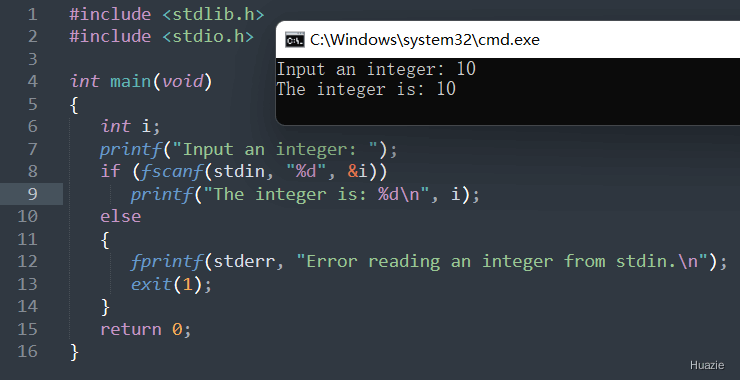 1 #include <stdlib.h>
2 #include <stdio.h>
3
4 int main(void)
5 {
6     int i;
7     printf("Input an integer: ");
8     if (fscanf(stdin, "%d", &i))
9         printf("The integer is: %d\n", i);
10     else
11     {
12         fprintf(stderr, "Error reading an integer from stdin.\n");
13         exit(1);
14     }
15     return 0;
16 }
C:\Windows\system32\cmd.exe
Input an integer: 10
The integer is: 10
Huazie